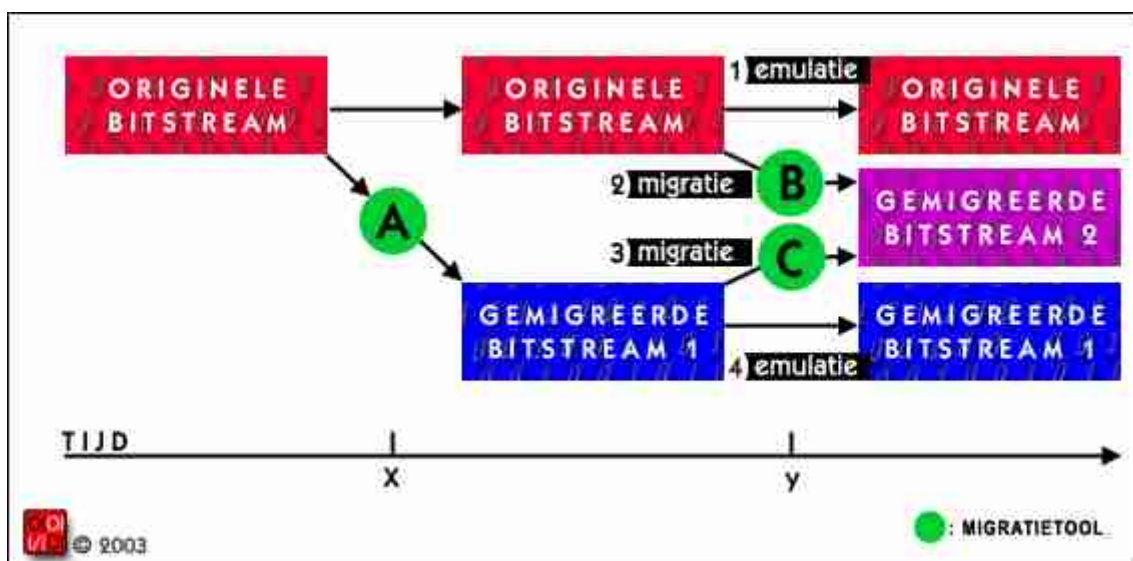 ORIGINELE
BITSTREAM
ORIGINELE
BITSTREAM
1) emulatie
ORIGINELE
BITSTREAM
A
2) migratie
B
GEMIGREERDE
BITSTREAM 2
3) migratie
C
GEMIGREERDE
BITSTREAM 1
4) emulatie
GEMIGREERDE
BITSTREAM 1
TIJD
X
y
© 2003
: MIGRATIETOOL